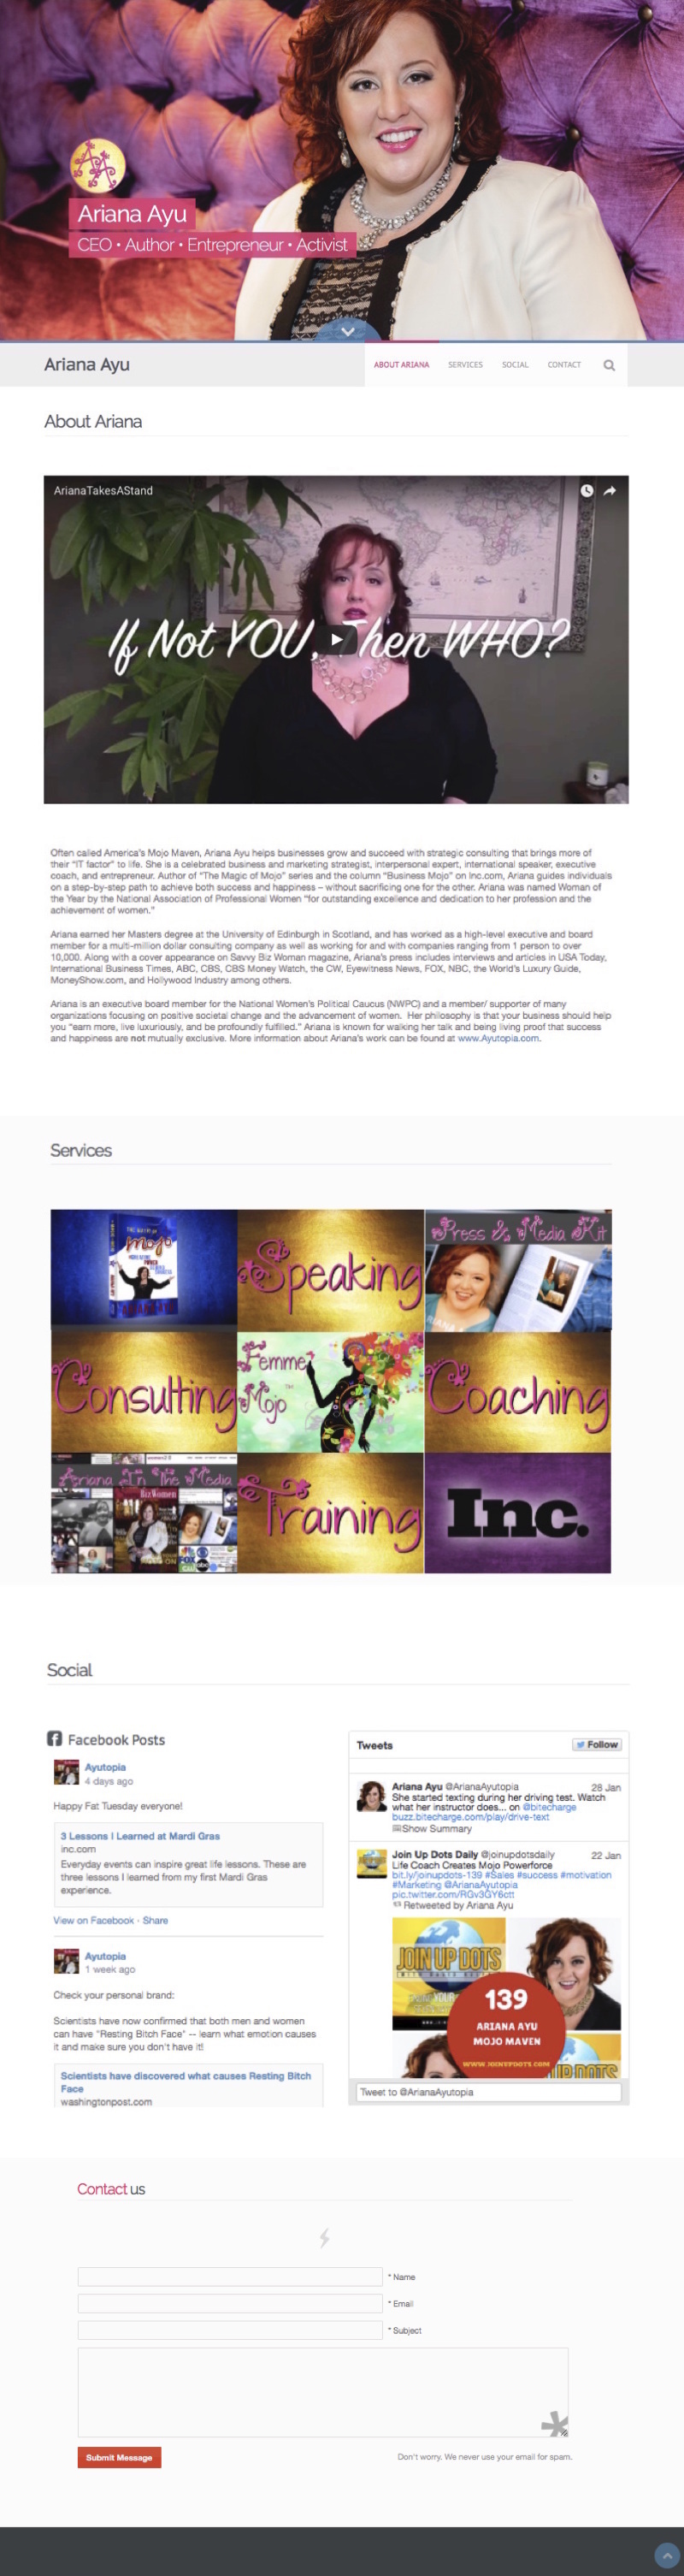 Ariana Ayu
CEO • Author • Entrepreneur • Activist
Ariana Ayu
ABOUT ARIANA
SERVICES
SOCIAL
CONTACT
About Ariana
ArianaTakesAStand
If Not YOU, Then WHO?
Often called America's Mojo Maven, Ariana Ayu helps businesses grow and succeed with strategic consulting that brings more of
their "IT factor" to life. She is a celebrated business and marketing strategist, interpersonal expert, international speaker, executive
coach, and entrepreneur. Author of "The Magic of Mojo" series and the column "Business Mojo" on Inc.com, Ariana guides individuals
on a step-by-step path to achieve both success and happiness – without sacrificing one for the other. Ariana was named Woman of
the Year by the National Association of Professional Women "for outstanding excellence and dedication to her profession and the
achievement of women."
Ariana earned her Masters degree at the University of Edinburgh in Scotland, and has worked as a high-level executive and board
member for a multi-million dollar consulting company as well as working for and with companies ranging from 1 person to over
10,000. Along with a cover appearance on Savvy Biz Woman magazine, Ariana's press includes interviews and articles in USA Today,
International Business Times, ABC, CBS, CBS Money Watch, the CW, Eyewitness News, FOX, NBC, the World's Luxury Guide,
MoneyShow.com, and Hollywood Industry among others.
Ariana is an executive board member for the National Women's Political Caucus (NWPC) and a member/ supporter of many
organizations focusing on positive societal change and the advancement of women. Her philosophy is that your business should help
you "earn more, live luxuriously, and be profoundly fulfilled." Ariana is known for walking her talk and being living proof that success
and happiness are not mutually exclusive. More information about Ariana's work can be found at www.Ayutopia.com.
Services
mojo
Speaking
Press & Media Kit
Consulting
Femme
Mojo
TM
Coaching
Ariana In The Media
BizWoman
FOX
CW
abc
Training
Inc.
Social
Facebook Posts
Ayutopia
4 days ago
Happy Fat Tuesday everyone!
3 Lessons I Learned at Mardi Gras
inc.com
Everyday events can inspire great life lessons. These are
three lessons I learned from my first Mardi Gras
experience.
View on Facebook · Share
Ayutopia
1 week ago
Check your personal brand:
Scientists have now confirmed that both men and women
can have "Resting Bitch Face" -- learn what emotion causes
it and make sure you don't have it!
Scientists have discovered what causes Resting Bitch
Face
washingtonpost.com
Tweets
Follow
Ariana Ayu @ArianaAyutopia 28 Jan
She started texting during her driving test. Watch
what her instructor does... on @bitecharge
buzz.bitecharge.com/play/drive-text
Show Summary
Join Up Dots Daily @joinupdotsdaily 22 Jan
Life Coach Creates Mojo Powerforce
bit.ly/joinupdots-139 #Sales #success #motivation
#Marketing @ArianaAyutopia
pic.twitter.com/RGv3GY6ctt
Retweeted by Ariana Ayu
JOIN UP DOTS
139
ARIANA AYU
MOJO MAVEN
WWW.JOINUPDOTS.COM
Tweet to @ArianaAyutopia
Contact us
* Name
* Email
* Subject
Submit Message
Don't worry. We never use your email for spam.